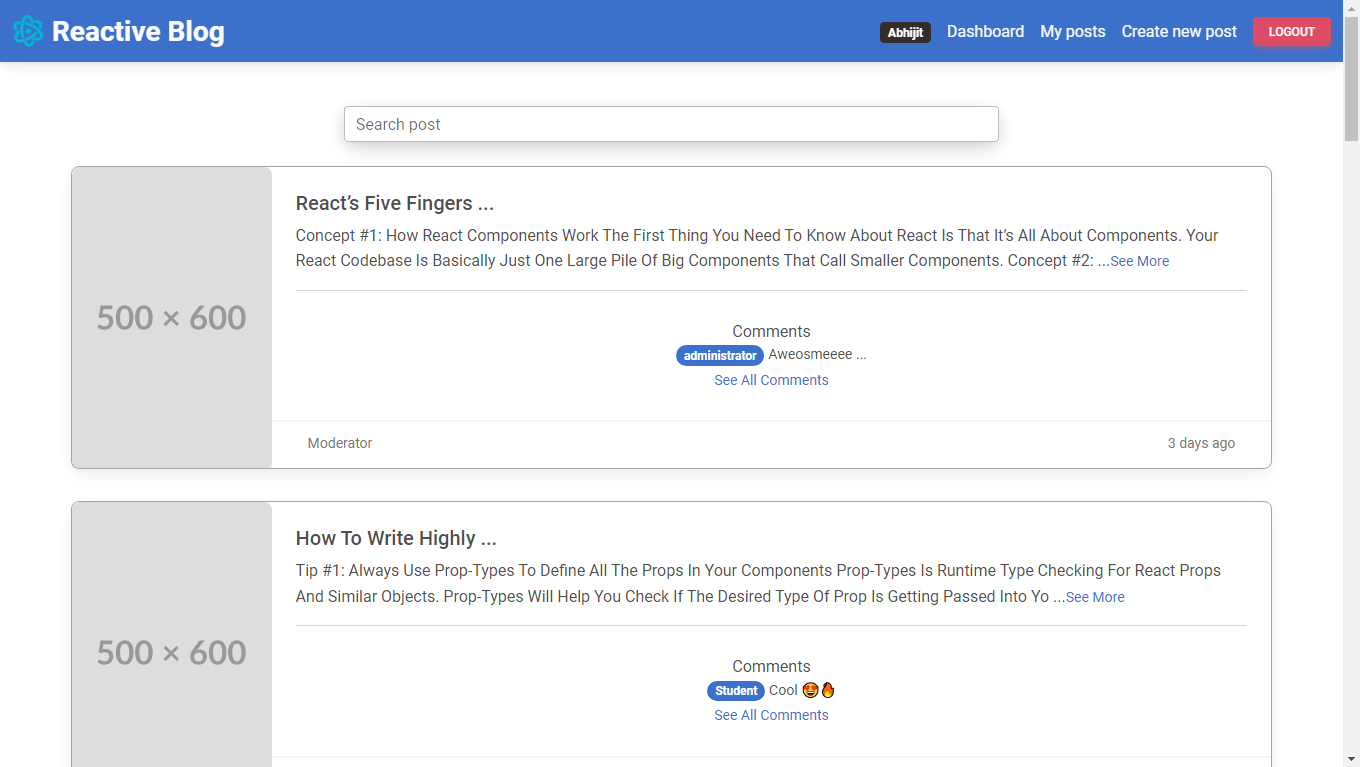 Reactive Blog
Abhijit Dashboard My posts Create new post LOGOUT
Search post
500 × 600
React’s Five Fingers ...
Concept #1: How React Components Work The First Thing You Need To Know About React Is That It’s All About Components. Your
React Codebase Is Basically Just One Large Pile Of Big Components That Call Smaller Components. Concept #2: ...See More
Comments
administrator Aweosmeeee ...
See All Comments
Moderator 3 days ago
500 × 600
How To Write Highly ...
Tip #1: Always Use Prop-Types To Define All The Props In Your Components Prop-Types Is Runtime Type Checking For React Props
And Similar Objects. Prop-Types Will Help You Check If The Desired Type Of Prop Is Getting Passed Into Yo ...See More
Comments
Student Cool 😍🔥
See All Comments